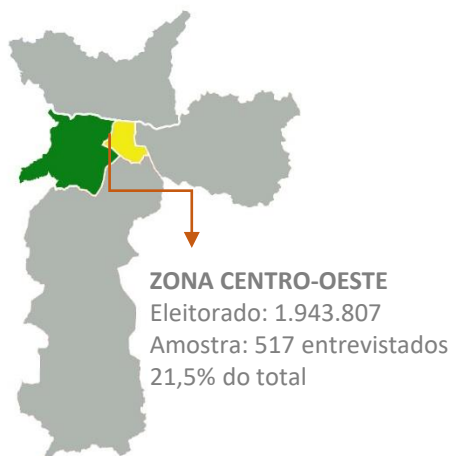 ZONA CENTRO-OESTE
Eleitorado: 1.943.807
Amostra: 517 entrevistados
21,5% do total